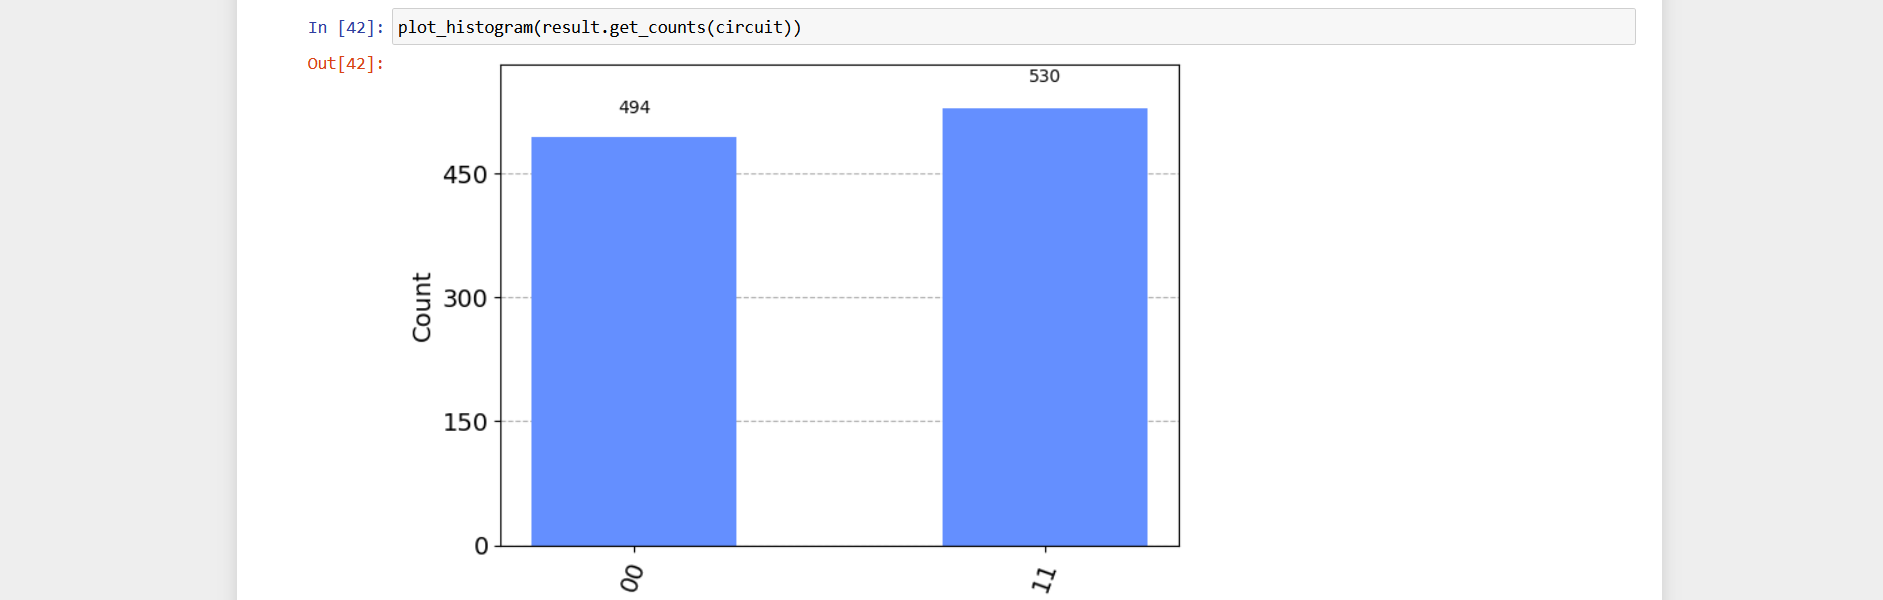 In [42]: plot_histogram(result.get_counts(circuit))
Out[42]:
530
494
450
300
150
0
Count
00
11